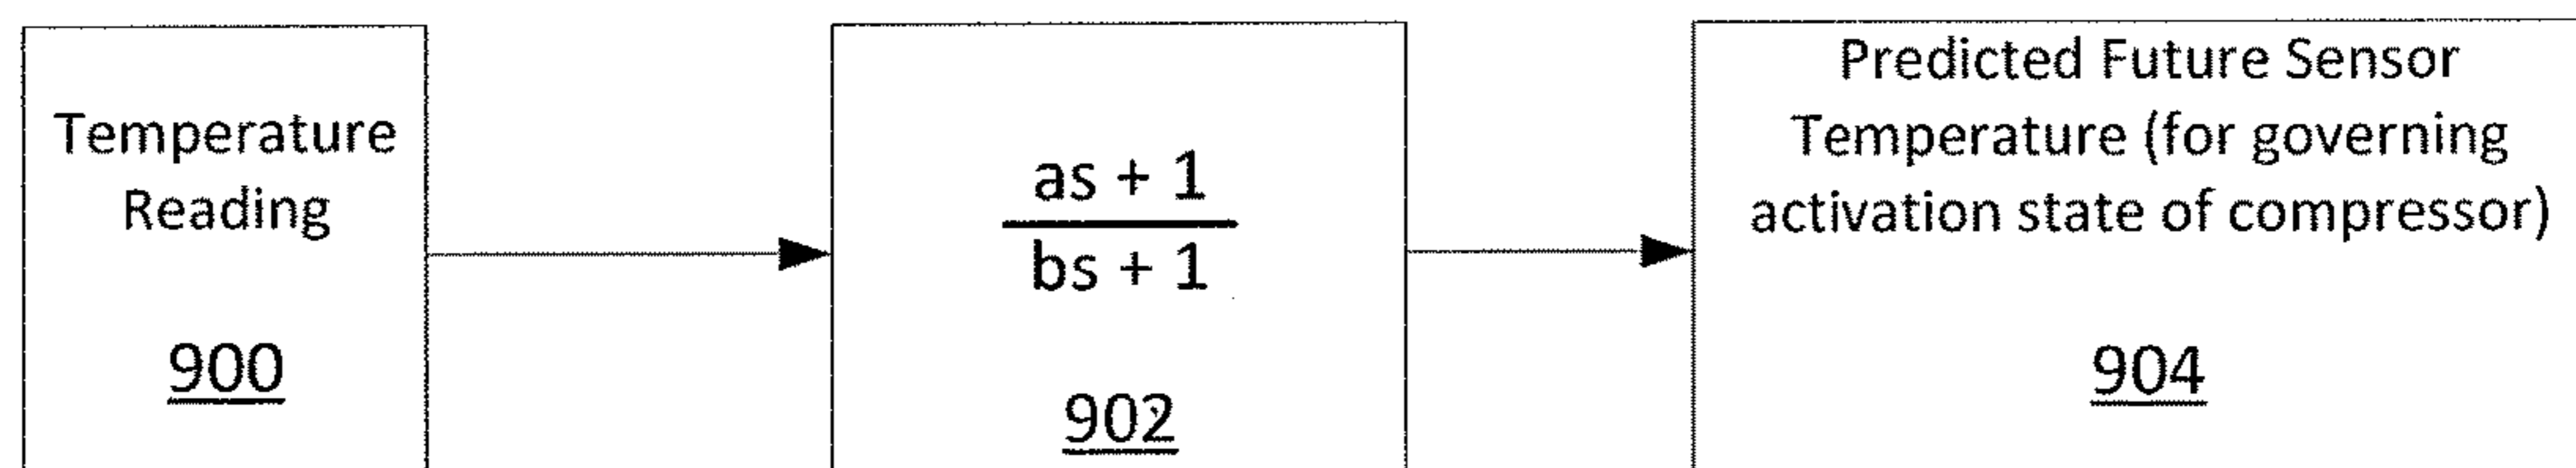 Temperature
Reading
900
as + 1
bs + 1
902
Predicted Future Sensor
Temperature (for governing
activation state of compressor)
904